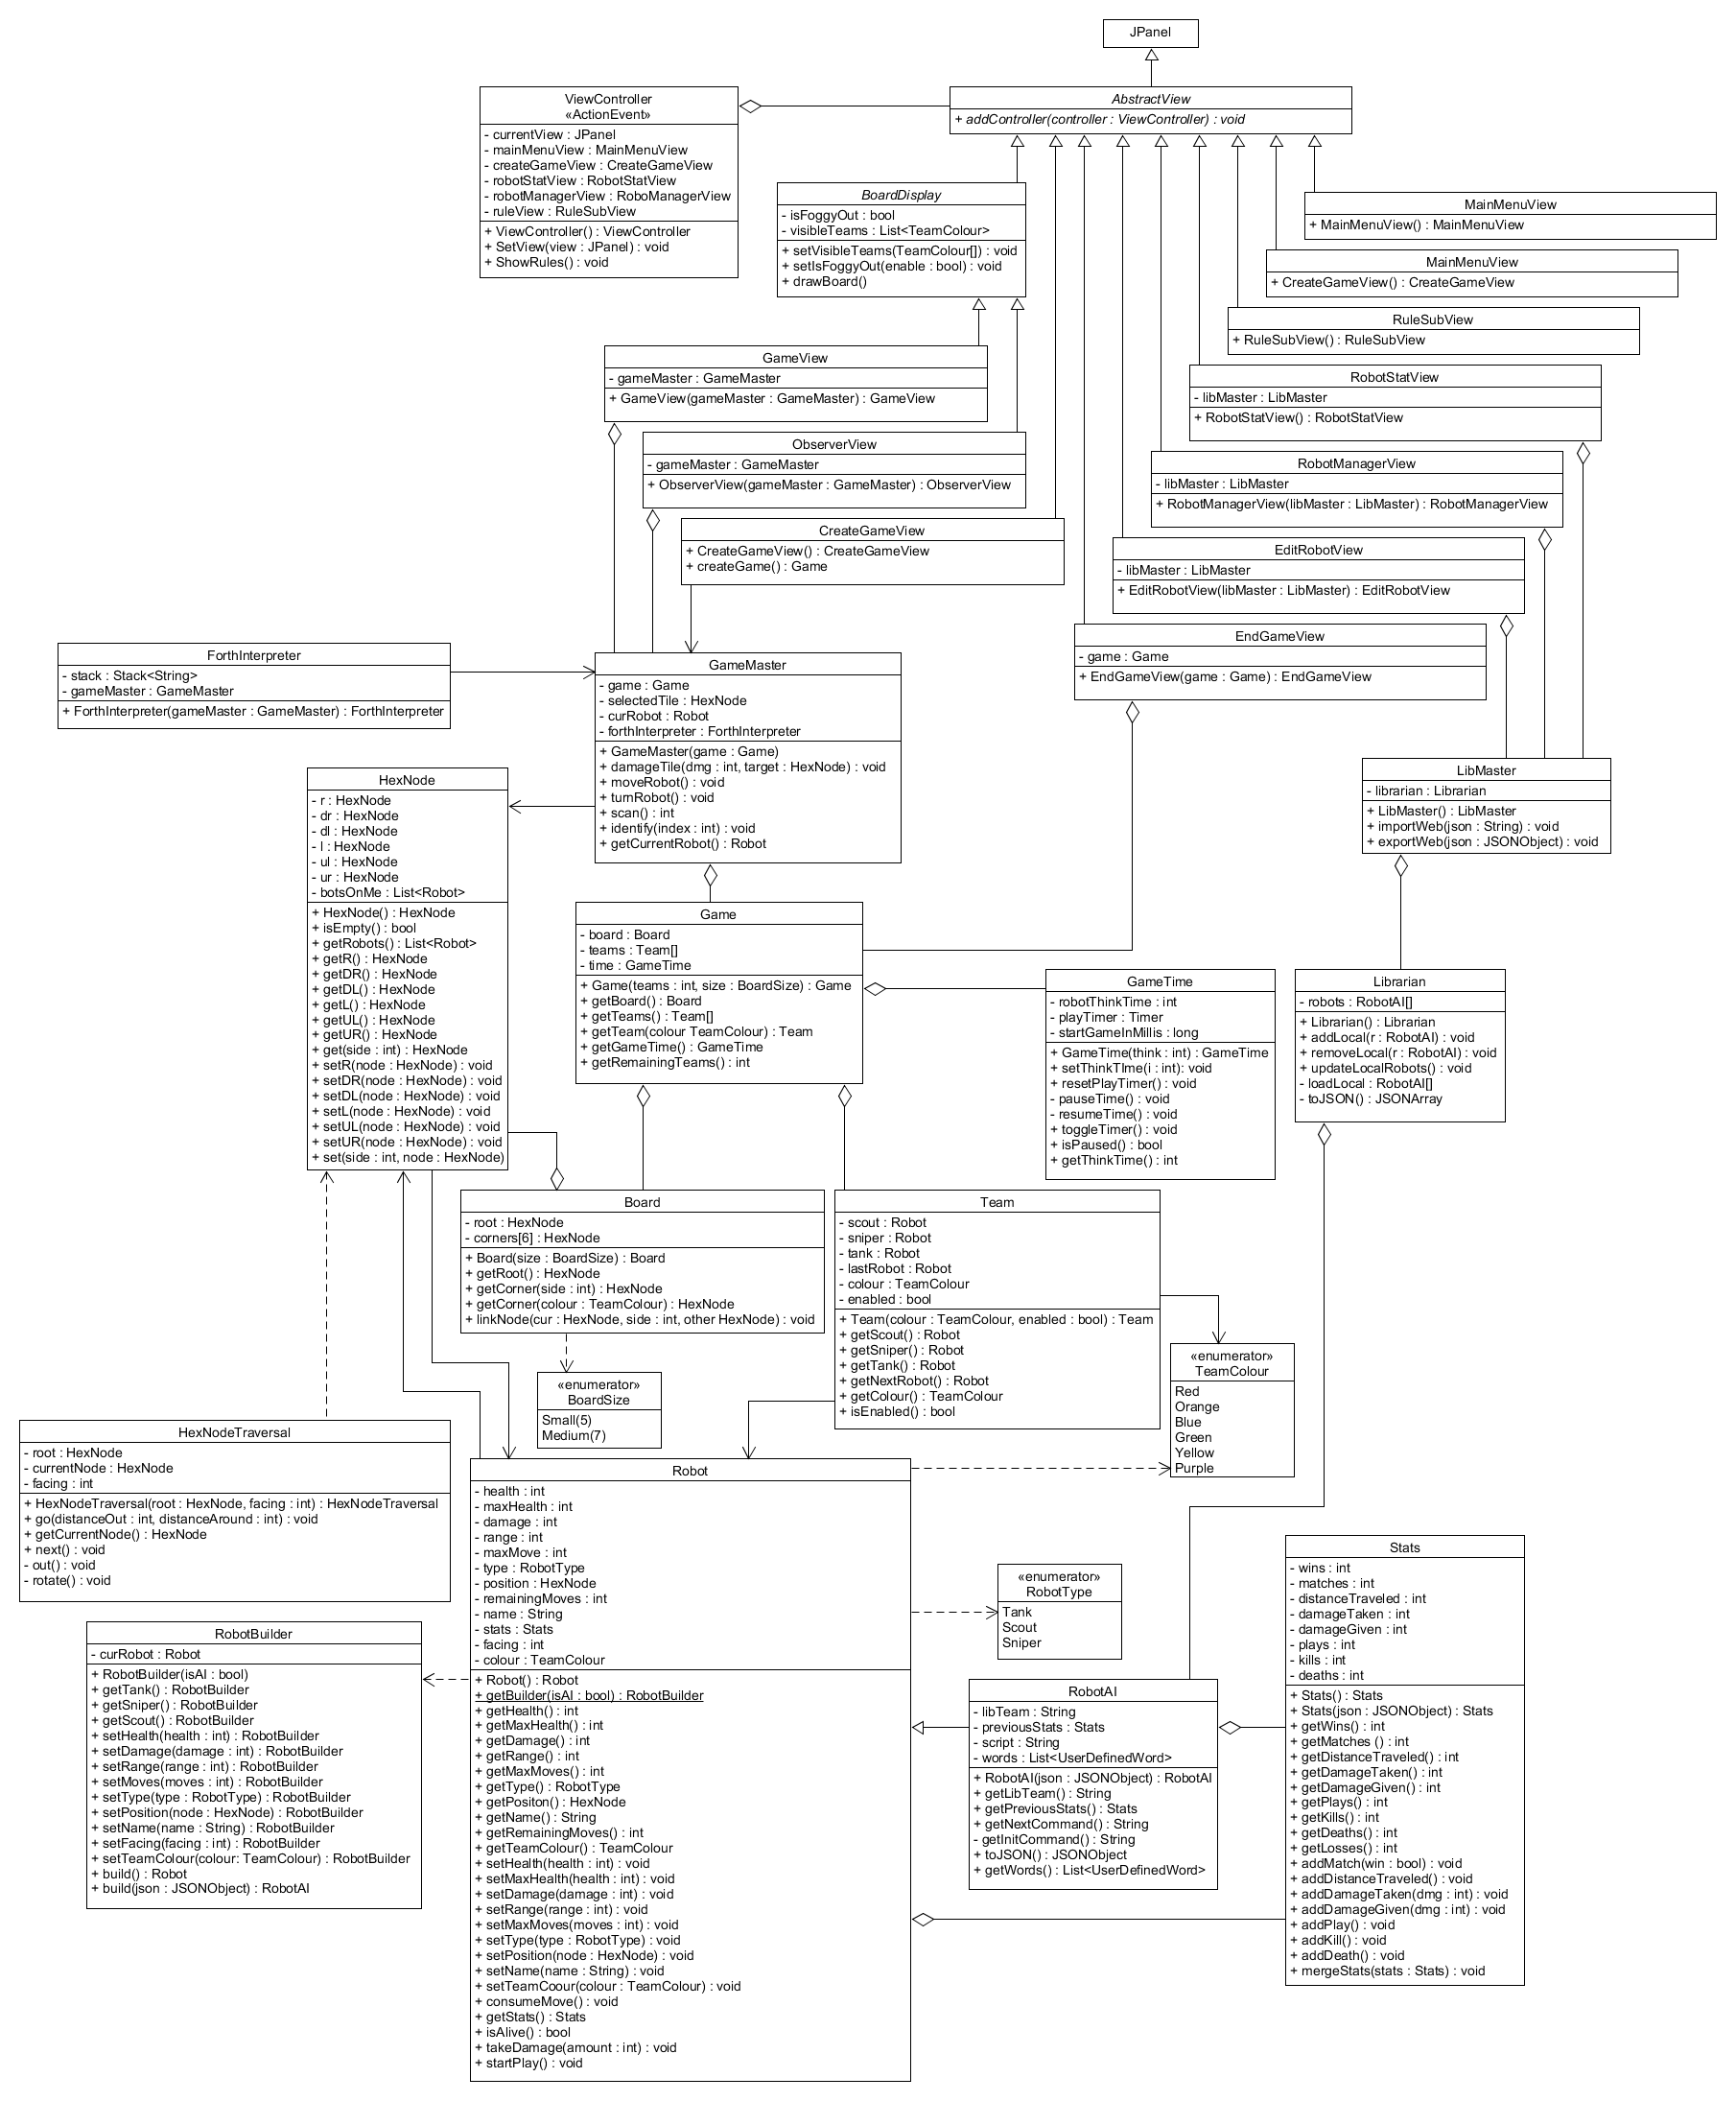 JPanel
ViewController
«ActionEvent»
- currentView : JPanel
- mainMenuView : MainMenuView
- createGameView : CreateGameView
- robotStatView : RobotStatView
- robotManagerView : RoboManagerView
- ruleView : RuleSubView
+ ViewController() : ViewController
+ SetView(view : JPanel) : void
+ ShowRules() : void
AbstractView
+ addController(controller : ViewController) : void
BoardDisplay
- isFoggyOut : bool
- visibleTeams : List<TeamColour>
+ setVisibleTeams(TeamColour[]) : void
+ setIsFoggyOut(enable : bool) : void
+ drawBoard()
MainMenuView
+ MainMenuView() : MainMenuView
MainMenuView
+ CreateGameView() : CreateGameView
RuleSubView
+ RuleSubView() : RuleSubView
GameView
- gameMaster : GameMaster
+ GameView(gameMaster : GameMaster) : GameView
RobotStatView
- libMaster : LibMaster
+ RobotStatView() : RobotStatView
ObserverView
- gameMaster : GameMaster
+ ObserverView(gameMaster : GameMaster) : ObserverView
RobotManagerView
- libMaster : LibMaster
+ RobotManagerView(libMaster : LibMaster) : RobotManagerView
CreateGameView
+ CreateGameView() : CreateGameView
+ createGame() : Game
EditRobotView
- libMaster : LibMaster
+ EditRobotView(libMaster : LibMaster) : EditRobotView
EndGameView
- game : Game
+ EndGameView(game : Game) : EndGameView
ForthInterpreter
- stack : Stack<String>
- gameMaster : GameMaster
+ ForthInterpreter(gameMaster : GameMaster) : ForthInterpreter
GameMaster
- game : Game
- selectedTile : HexNode
- curRobot : Robot
- forthInterpreter : ForthInterpreter
+ GameMaster(game : Game)
+ damageTile(dmg : int, target : HexNode) : void
+ moveRobot() : void
+ turnRobot() : void
+ scan() : int
+ identify(index : int) : void
+ getCurrentRobot() : Robot
LibMaster
- librarian : Librarian
+ LibMaster() : LibMaster
+ importWeb(json : String) : void
+ exportWeb(json : JSONObject) : void
HexNode
- r : HexNode
- dr : HexNode
- dl : HexNode
- l : HexNode
- ul : HexNode
- ur : HexNode
- botsOnMe : List<Robot>
+ HexNode() : HexNode
+ isEmpty() : bool
+ getRobots() : List<Robot>
+ getR() : HexNode
+ getDR() : HexNode
+ getDL() : HexNode
+ getL() : HexNode
+ getUL() : HexNode
+ getUR() : HexNode
+ get(side : int) : HexNode
+ setR(node : HexNode) : void
+ setDR(node : HexNode) : void
+ setDL(node : HexNode) : void
+ setL(node : HexNode) : void
+ setUL(node : HexNode) : void
+ setUR(node : HexNode) : void
+ set(side : int, node : HexNode)
Game
- board : Board
- teams : Team[]
- time : GameTime
+ Game(teams : int, size : BoardSize) : Game
+ getBoard() : Board
+ getTeams() : Team[]
+ getTeam(colour TeamColour) : Team
+ getGameTime() : GameTime
+ getRemainingTeams() : int
GameTime
- robotThinkTime : int
- playTimer : Timer
- startGameInMillis : long
+ GameTime(think : int) : GameTime
+ setThinkTIme(i : int): void
+ resetPlayTimer() : void
- pauseTime() : void
- resumeTime() : void
+ toggleTimer() : void
+ isPaused() : bool
+ getThinkTime() : int
Librarian
- robots : RobotAI[]
+ Librarian() : Librarian
+ addLocal(r : RobotAI) : void
+ removeLocal(r : RobotAI) : void
+ updateLocalRobots() : void
- loadLocal : RobotAI[]
- toJSON() : JSONArray
Board
- root : HexNode
- corners[6] : HexNode
+ Board(size : BoardSize) : Board
+ getRoot() : HexNode
+ getCorner(side : int) : HexNode
+ getCorner(colour : TeamColour) : HexNode
+ linkNode(cur : HexNode, side : int, other HexNode) : void
Team
- scout : Robot
- sniper : Robot
- tank : Robot
- lastRobot : Robot
- colour : TeamColour
- enabled : bool
+ Team(colour : TeamColour, enabled : bool) : Team
+ getScout() : Robot
+ getSniper() : Robot
+ getTank() : Robot
+ getNextRobot() : Robot
+ getColour() : TeamColour
+ isEnabled() : bool
«enumerator»
TeamColour
Red
Orange
Blue
Green
Yellow
Purple
«enumerator»
BoardSize
Small(5)
Medium(7)
HexNodeTraversal
- root : HexNode
- currentNode : HexNode
- facing : int
+ HexNodeTraversal(root : HexNode, facing : int) : HexNodeTraversal
+ go(distanceOut : int, distanceAround : int) : void
+ getCurrentNode() : HexNode
+ next() : void
- out() : void
- rotate() : void
Robot
- health : int
- maxHealth : int
- damage : int
- range : int
- maxMove : int
- type : RobotType
- position : HexNode
- remainingMoves : int
- name : String
- stats : Stats
- facing : int
- colour : TeamColour
+ Robot() : Robot
+ getBuilder(isAI : bool) : RobotBuilder
+ getHealth() : int
+ getMaxHealth() : int
+ getDamage() : int
+ getRange() : int
+ getMaxMoves() : int
+ getType() : RobotType
+ getPositon() : HexNode
+ getName() : String
+ getRemainingMoves() : int
+ getTeamColour() : TeamColour
+ setHealth(health : int) : void
+ setMaxHealth(health : int) : void
+ setDamage(damage : int) : void
+ setRange(range : int) : void
+ setMaxMoves(moves : int) : void
+ setType(type : RobotType) : void
+ setPosition(node : HexNode) : void
+ setName(name : String) : void
+ setTeamCoour(colour : TeamColour) : void
+ consumeMove() : void
+ getStats() : Stats
+ isAlive() : bool
+ takeDamage(amount : int) : void
+ startPlay() : void
«enumerator»
RobotType
Tank
Scout
Sniper
Stats
- wins : int
- matches : int
- distanceTraveled : int
- damageTaken : int
- damageGiven : int
- plays : int
- kills : int
- deaths : int
+ Stats() : Stats
+ Stats(json : JSONObject) : Stats
+ getWins() : int
+ getMatches () : int
+ getDistanceTraveled() : int
+ getDamageTaken() : int
+ getDamageGiven() : int
+ getPlays() : int
+ getKills() : int
+ getDeaths() : int
+ getLosses() : int
+ addMatch(win : bool) : void
+ addDistanceTraveled() : void
+ addDamageTaken(dmg : int) : void
+ addDamageGiven(dmg : int) : void
+ addPlay() : void
+ addKill() : void
+ addDeath() : void
+ mergeStats(stats : Stats) : void
RobotBuilder
- curRobot : Robot
+ RobotBuilder(isAI : bool)
+ getTank() : RobotBuilder
+ getSniper() : RobotBuilder
+ getScout() : RobotBuilder
+ setHealth(health : int) : RobotBuilder
+ setDamage(damage : int) : RobotBuilder
+ setRange(range : int) : RobotBuilder
+ setMoves(moves : int) : RobotBuilder
+ setType(type : RobotType) : RobotBuilder
+ setPosition(node : HexNode) : RobotBuilder
+ setName(name : String) : RobotBuilder
+ setFacing(facing : int) : RobotBuilder
+ setTeamColour(colour: TeamColour) : RobotBuilder
+ build() : Robot
+ build(json : JSONObject) : RobotAI
RobotAI
- libTeam : String
- previousStats : Stats
- script : String
- words : List<UserDefinedWord>
+ RobotAI(json : JSONObject) : RobotAI
+ getLibTeam() : String
+ getPreviousStats() : Stats
+ getNextCommand() : String
- getInitCommand() : String
+ toJSON() : JSONObject
+ getWords() : List<UserDefinedWord>